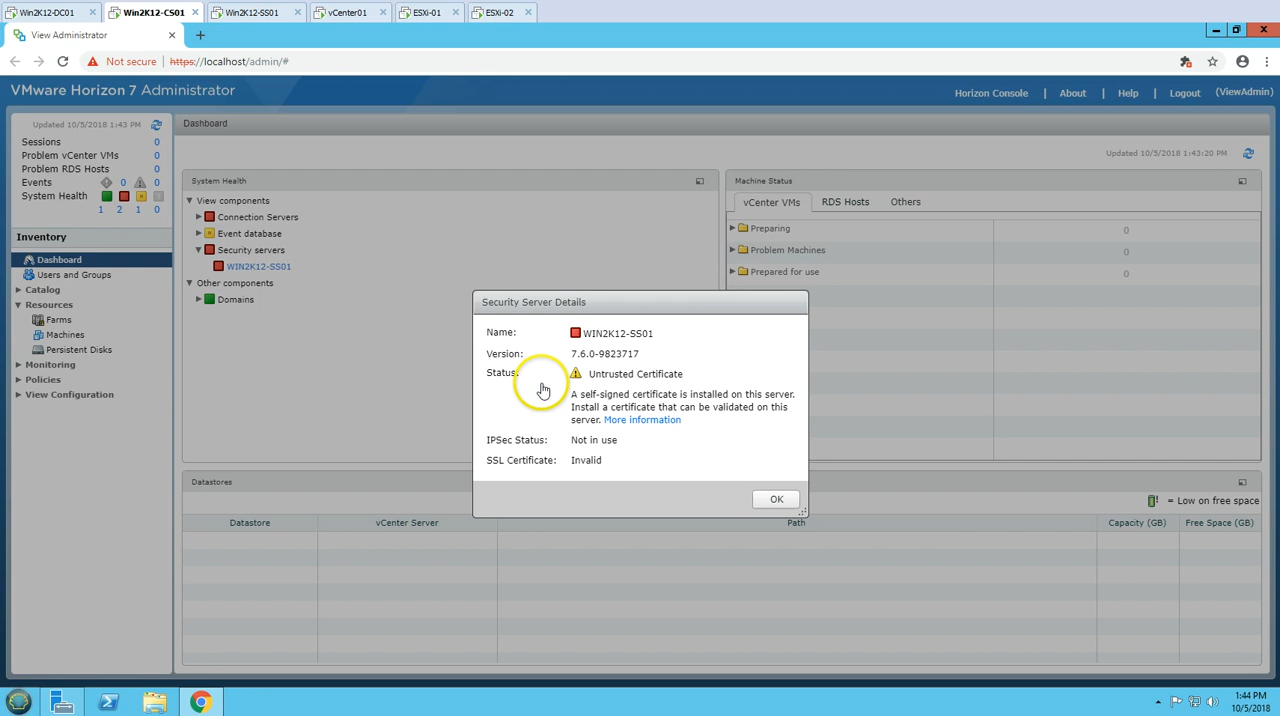 Win2K12-DC01
Win2K12-CS01
Win2K12-SS01
vCenter01
ESXi-01
ESXi-02
View Administrator
Not secure
https://localhost/admin/#
VMware Horizon 7 Administrator
Horizon Console | About | Help | Logout (ViewAdmin)
Updated 10/5/2018 1:43 PM
Sessions 0
Problem vCenter VMs 0
Problem RDS Hosts 0
Events 0 0
System Health
1 2 1 0
Inventory
Dashboard
Users and Groups
Catalog
Resources
Farms
Machines
Persistent Disks
Monitoring
Policies
View Configuration
Dashboard
Updated 10/5/2018 1:43:20 PM
System Health
View components
Connection Servers
Event database
Security servers
WIN2K12-SS01
Other components
Domains
Machine Status
vCenter VMs RDS Hosts Others
Preparing 0
Problem Machines 0
Prepared for use 0
Security Server Details
Name: WIN2K12-SS01
Version: 7.6.0-9823717
Status: Untrusted Certificate
A self-signed certificate is installed on this server.
Install a certificate that can be validated on this
server. More information
IPSec Status: Not in use
SSL Certificate: Invalid
OK
Datastores
! = Low on free space
Datastore vCenter Server Path Capacity (GB) Free Space (GB)
1:44 PM
10/5/2018